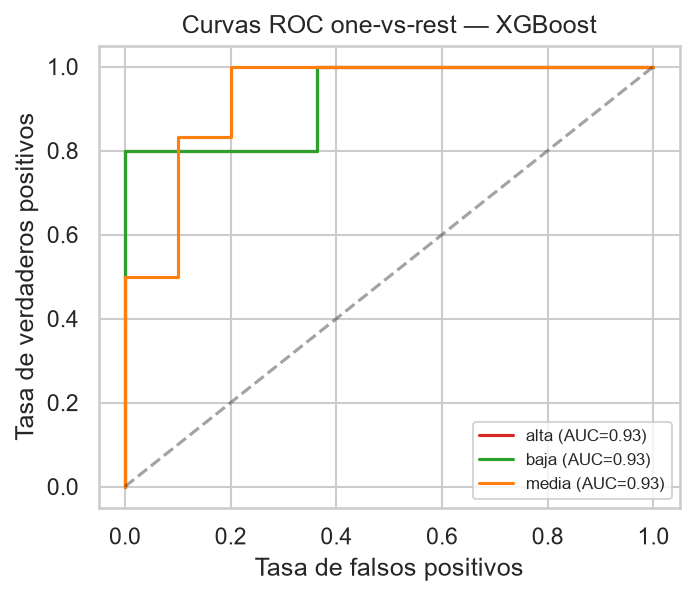 Curvas ROC one-vs-rest — XGBoost
Tasa de verdaderos positivos
1.0
0.8
0.6
0.4
0.2
0.0
alta (AUC=0.93)
baja (AUC=0.93)
media (AUC=0.93)
0.0 0.2 0.4 0.6 0.8 1.0
Tasa de falsos positivos